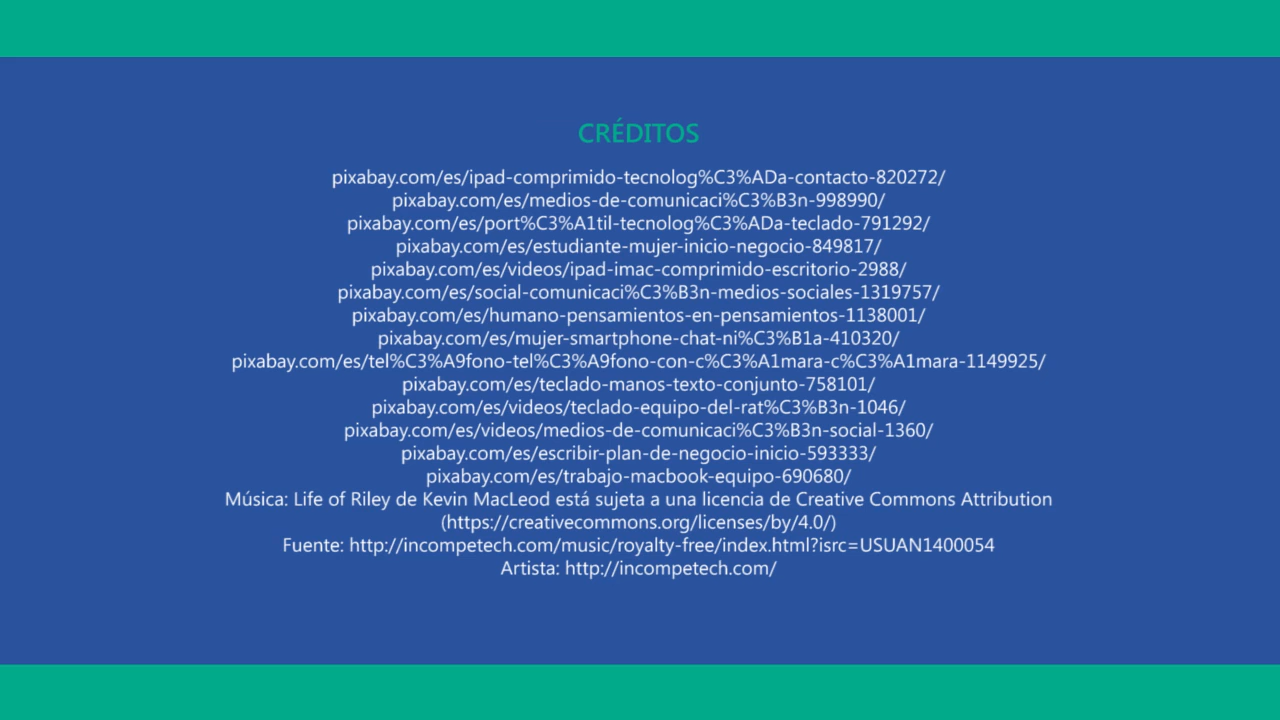 CRÉDITOS
pixabay.com/es/ipad-comprimido-tecnolog%C3%ADa-contacto-820272/
pixabay.com/es/medios-de-comunicaci%C3%B3n-998990/
pixabay.com/es/port%C3%A1til-tecnolog%C3%ADa-teclado-791292/
pixabay.com/es/estudiante-mujer-inicio-negocio-849817/
pixabay.com/es/videos/ipad-imac-comprimido-escritorio-2988/
pixabay.com/es/social-comunicaci%C3%B3n-medios-sociales-1319757/
pixabay.com/es/humano-pensamientos-en-pensamientos-1138001/
pixabay.com/es/mujer-smartphone-chat-ni%C3%B1a-410320/
pixabay.com/es/tel%C3%A9fono-tel%C3%A9fono-con-c%C3%A1mara-c%C3%A1mara-1149925/
pixabay.com/es/teclado-manos-texto-conjunto-758101/
pixabay.com/es/videos/teclado-equipo-del-rat%C3%B3n-1046/
pixabay.com/es/videos/medios-de-comunicaci%C3%B3n-social-1360/
pixabay.com/es/escribir-plan-de-negocio-inicio-593333/
pixabay.com/es/trabajo-macbook-equipo-690680/
Música: Life of Riley de Kevin MacLeod está sujeta a una licencia de Creative Commons Attribution
(https://creativecommons.org/licenses/by/4.0/)
Fuente: http://incompetech.com/music/royalty-free/index.html?isrc=USUAN1400054
Artista: http://incompetech.com/